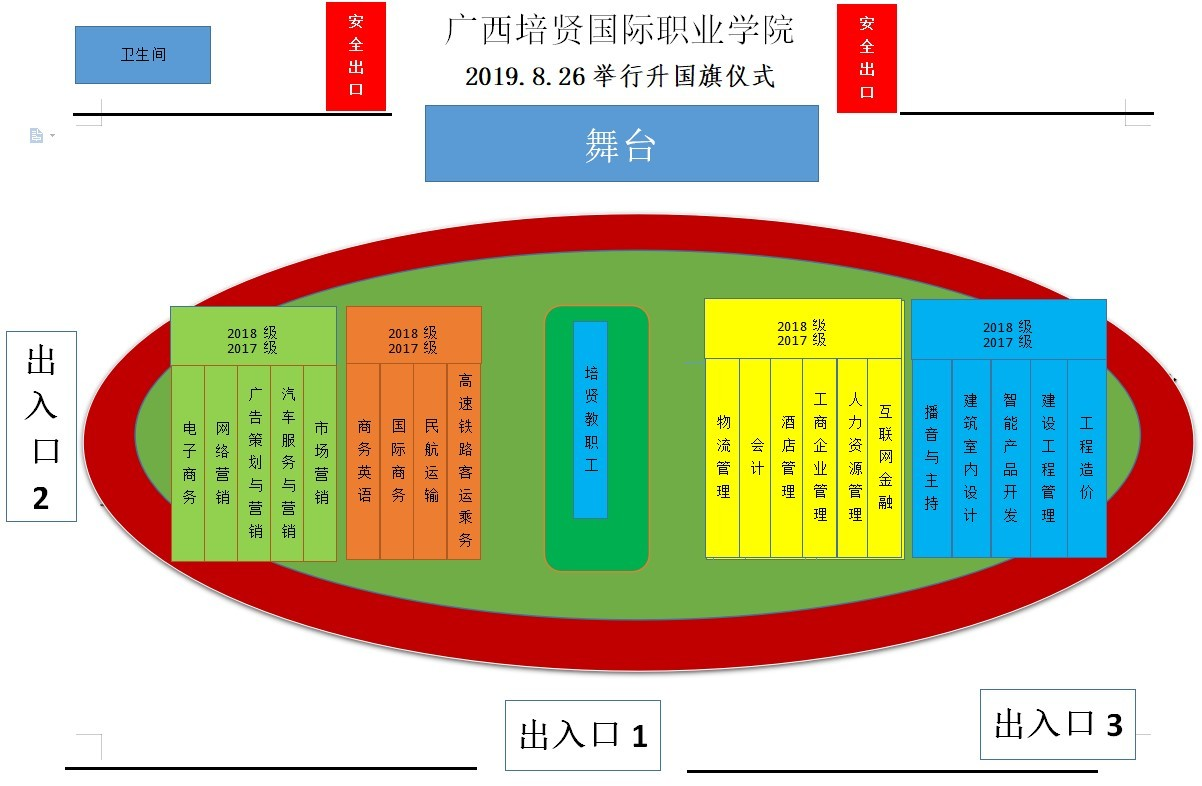 卫生间
安全出口
广西培贤国际职业学院
2019.8.26举行升国旗仪式
安全出口
舞台
出入口2
2018 级
2017 级
电子商务
网络营销
广告策划与营销
汽车服务与营销
市场营销
2018 级
2017 级
商务英语
国际商务
民航运输
高速铁路客运乘务
培贤教职工
2018 级
2017 级
物流管理
会计
酒店管理
工商企业管理
人力资源管理
互联网金融
2018 级
2017 级
播音与主持
建筑室内设计
智能产品开发
建设工程管理
工程造价
出入口 1
出入口 3